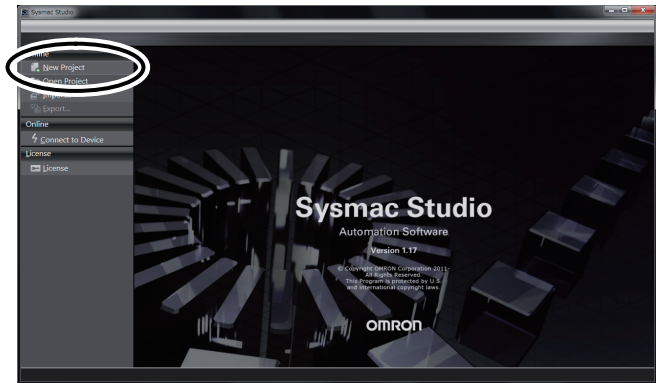 Sysmac Studio
New Project
Open Project
Export...
Online
Connect to Device
License
License
Sysmac Studio
Automation Software
Version 1.17
© Copyright OMRON Corporation 2011-
All Rights Reserved.
This Program is protected by U.S.
and international copyright laws.
OMRON